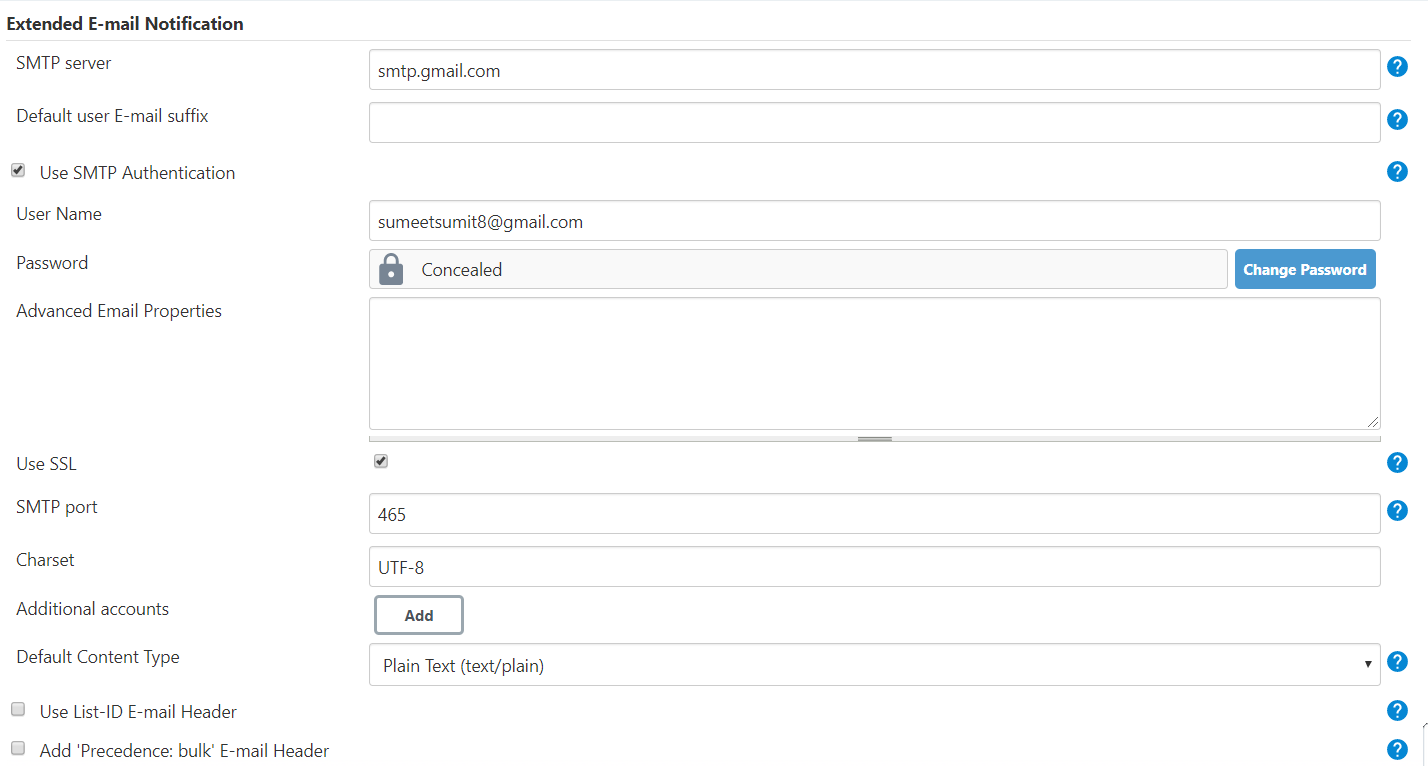 Extended E-mail Notification
SMTP server
smtp.gmail.com
?
Default user E-mail suffix
?
Use SMTP Authentication
?
User Name
sumeetsumit8@gmail.com
Password
Concealed
Change Password
Advanced Email Properties
Use SSL
?
SMTP port
465
?
Charset
UTF-8
Additional accounts
Add
Default Content Type
Plain Text (text/plain)
?
Use List-ID E-mail Header
?
Add 'Precedence: bulk' E-mail Header
?